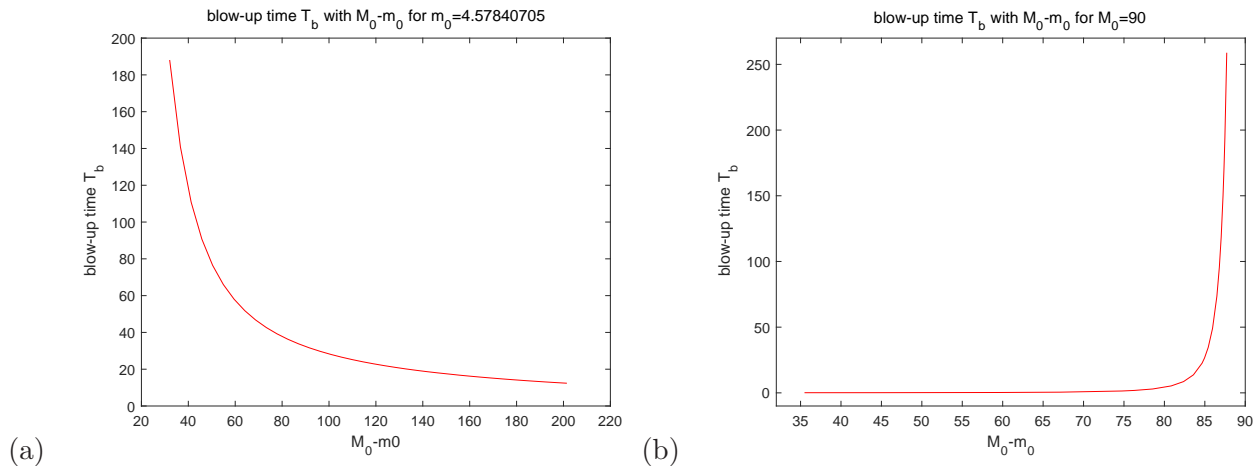 blow-up time T_b with M_0-m_0 for m_0=4.57840705
200
180
160
140
120
100
80
60
40
20
0
blow-up time T_b
20 40 60 80 100 120 140 160 180 200 220
M_0-m0
(a)
blow-up time T_b with M_0-m_0 for M_0=90
250
200
150
100
50
0
blow-up time T_b
35 40 45 50 55 60 65 70 75 80 85 90
M_0-m_0
(b)